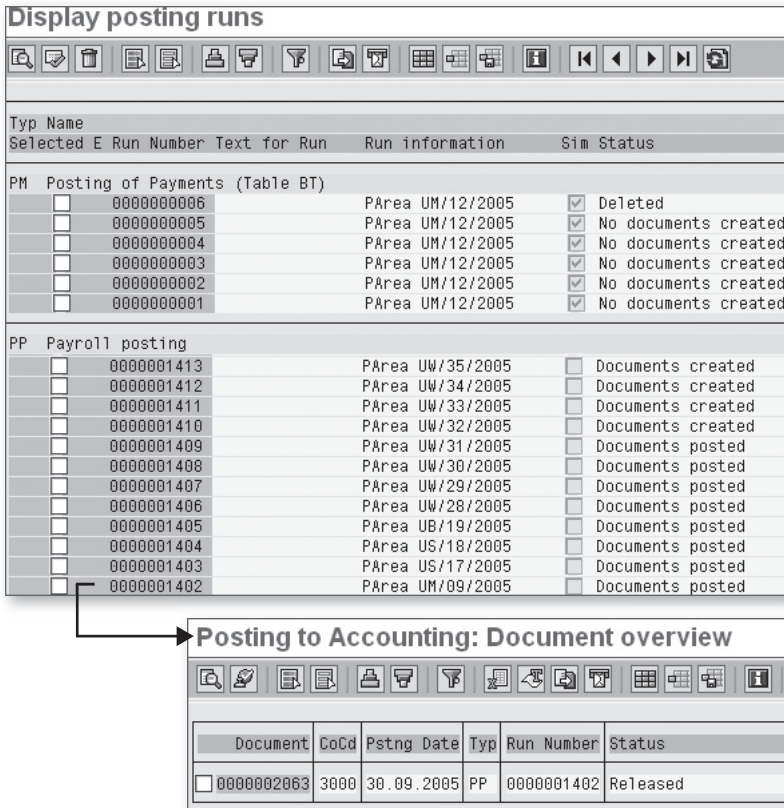 Display posting runs
Typ Name
Selected E Run Number Text for Run Run information Sim Status
PM Posting of Payments (Table BT)
0000000006 PArea UM/12/2005 Deleted
0000000005 PArea UM/12/2005 No documents created
0000000004 PArea UM/12/2005 No documents created
0000000003 PArea UM/12/2005 No documents created
0000000002 PArea UM/12/2005 No documents created
0000000001 PArea UM/12/2005 No documents created
PP Payroll posting
0000001413 PArea UW/35/2005 Documents created
0000001412 PArea UW/34/2005 Documents created
0000001411 PArea UW/33/2005 Documents created
0000001410 PArea UW/32/2005 Documents created
0000001409 PArea UW/31/2005 Documents posted
0000001408 PArea UW/30/2005 Documents posted
0000001407 PArea UW/29/2005 Documents posted
0000001406 PArea UW/28/2005 Documents posted
0000001405 PArea UB/19/2005 Documents posted
0000001404 PArea US/18/2005 Documents posted
0000001403 PArea US/17/2005 Documents posted
0000001402 PArea UM/09/2005 Documents posted
Posting to Accounting: Document overview
Document CoCd Pstng Date Typ Run Number Status
0000002063 3000 30.09.2005 PP 0000001402 Released